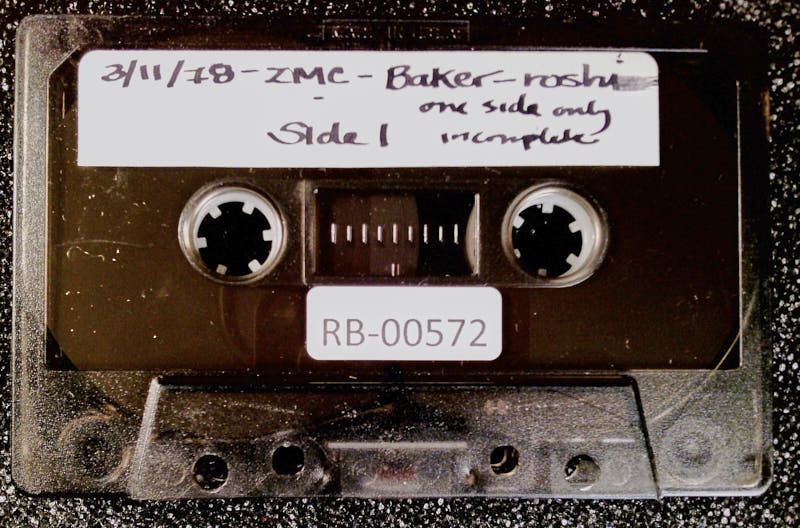 3/11/78 - ZMC - Baker-roshi
one side only
Side 1 incomplete
RB-00572